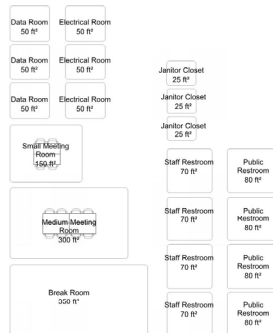 Data Room
50 ft²
Electrical Room
50 ft²
Data Room
50 ft²
Electrical Room
50 ft²
Data Room
50 ft²
Electrical Room
50 ft²
Janitor Closet
25 ft²
Janitor Closet
25 ft²
Janitor Closet
25 ft²
Small Meeting
Room
150 ft²
Staff Restroom
70 ft²
Public
Restroom
80 ft²
Medium Meeting
Room
300 ft²
Staff Restroom
70 ft²
Public
Restroom
80 ft²
Staff Restroom
70 ft²
Public
Restroom
80 ft²
Break Room
350 ft²
Staff Restroom
70 ft²
Public
Restroom
80 ft²